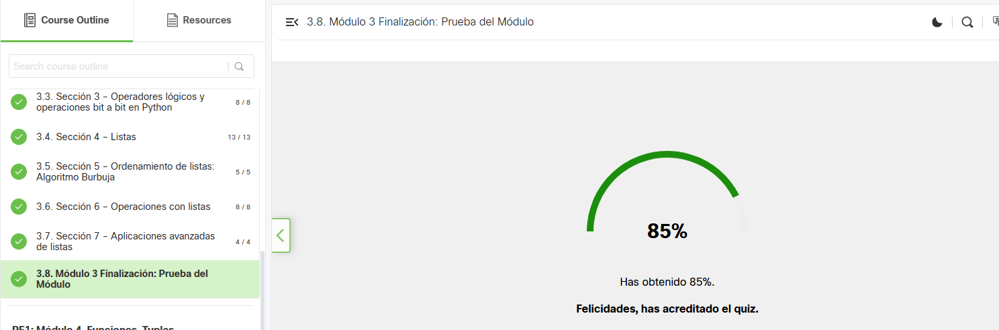 Course Outline
Resources
3.8. Módulo 3 Finalización: Prueba del Módulo
Search course outline
3.3. Sección 3 – Operadores lógicos y
operaciones bit a bit en Python
8 / 8
3.4. Sección 4 – Listas
13 / 13
3.5. Sección 5 – Ordenamiento de listas:
Algoritmo Burbuja
5 / 5
3.6. Sección 6 – Operaciones con listas
8 / 8
3.7. Sección 7 – Aplicaciones avanzadas
de listas
4 / 4
3.8. Módulo 3 Finalización: Prueba del
Módulo
PE1: Módulo 4. Funciones, Tuplas,
85%
Has obtenido 85%.
Felicidades, has acreditado el quiz.